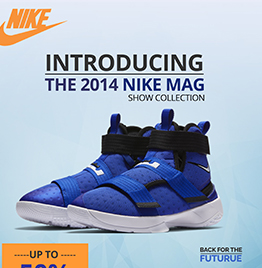 NIKE
INTRODUCING
THE 2014 NIKE MAG
SHOW COLLECTION
BACK FOR THE
FUTURUE
-----UP TO -----